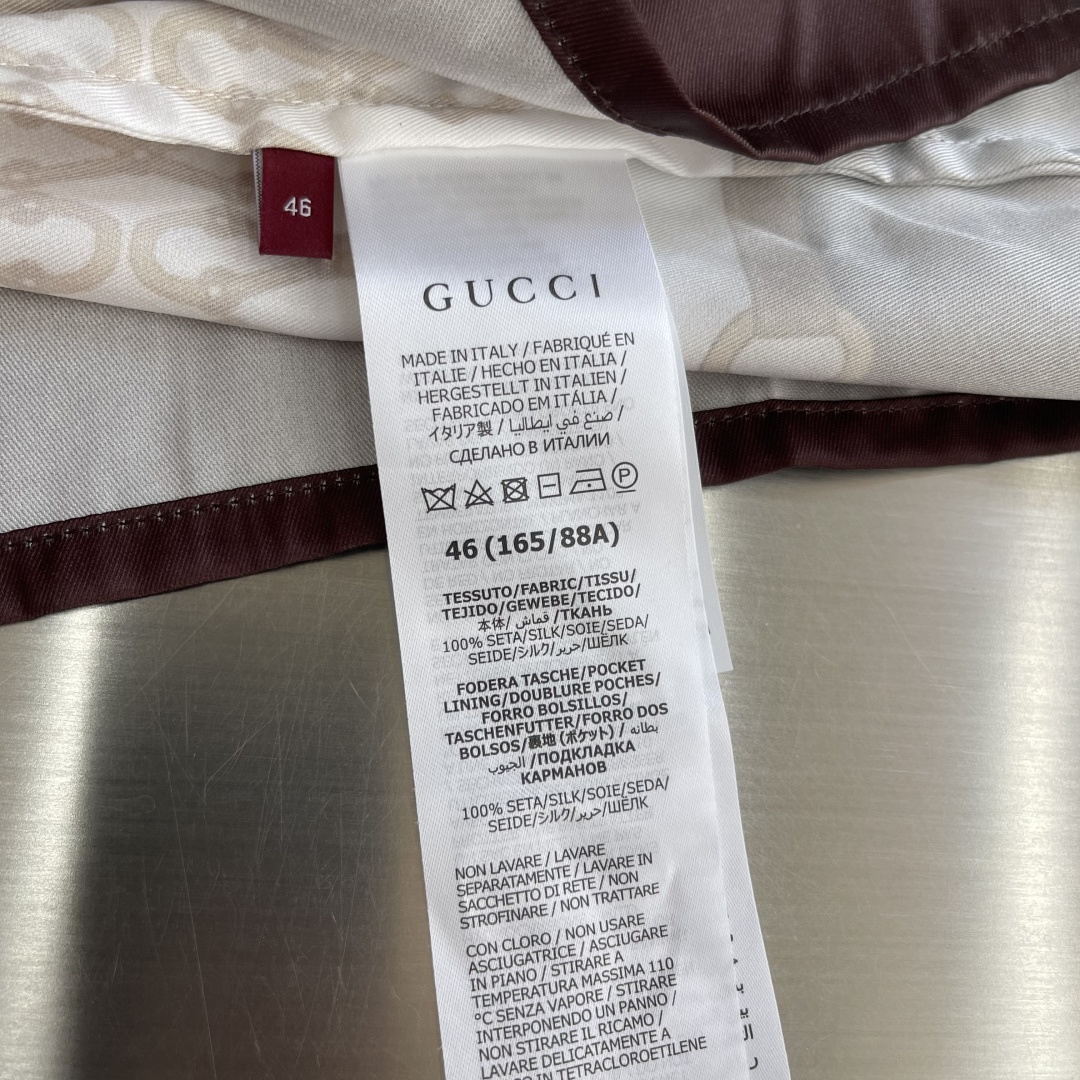 46
GUCCI
MADE IN ITALY / FABRIQUÉ EN
ITALIE / HECHO EN ITALIA /
HERGESTELLT IN ITALIEN /
FABRICADO EM ITÁLIA /
イタリア製 / صنع في ايطاليا /
СДЕЛАНО В ИТАЛИИ
P
46 (165/88A)
TESSUTO/FABRIC/TISSU/
TEJIDO/GEWEBE/TECIDO/
本体/ قماش /ТКАНЬ
100% SETA/SILK/SOIE/SEDA/
SEIDE/シルク/حرير/ШЁЛК
FODERA TASCHE/POCKET
LINING/DOUBLURE POCHES/
FORRO BOLSILLOS/
TASCHENFUTTER/FORRO DOS
BOLSOS/裏地 (ポケット) / بطانه
الجيوب /ПОДКЛАДКА
КАРМАНОВ
100% SETA/SILK/SOIE/SEDA/
SEIDE/シルク/حرير/ШЁЛК
NON LAVARE / LAVARE
SEPARATAMENTE / LAVARE IN
SACCHETTO DI RETE / NON
STROFINARE / NON TRATTARE
CON CLORO / NON USARE
ASCIUGATRICE / ASCIUGARE
IN PIANO / STIRARE A
TEMPERATURA MASSIMA 110
°C SENZA VAPORE / STIRARE
INTERPONENDO UN PANNO /
NON STIRARE IL RICAMO /
LAVARE DELICATAMENTE A
IN TETRACLOROETILENE